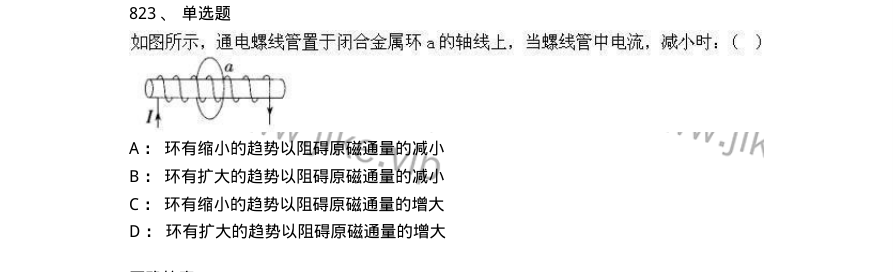 823 、 单选题
如图所示，通电螺线管置于闭合金属环 a 的轴线上，当螺线管中电流，减小时：（ ）
a
I
A ： 环有缩小的趋势以阻碍原磁通量的减小
B ： 环有扩大的趋势以阻碍原磁通量的减小
C ： 环有缩小的趋势以阻碍原磁通量的增大
D ： 环有扩大的趋势以阻碍原磁通量的增大